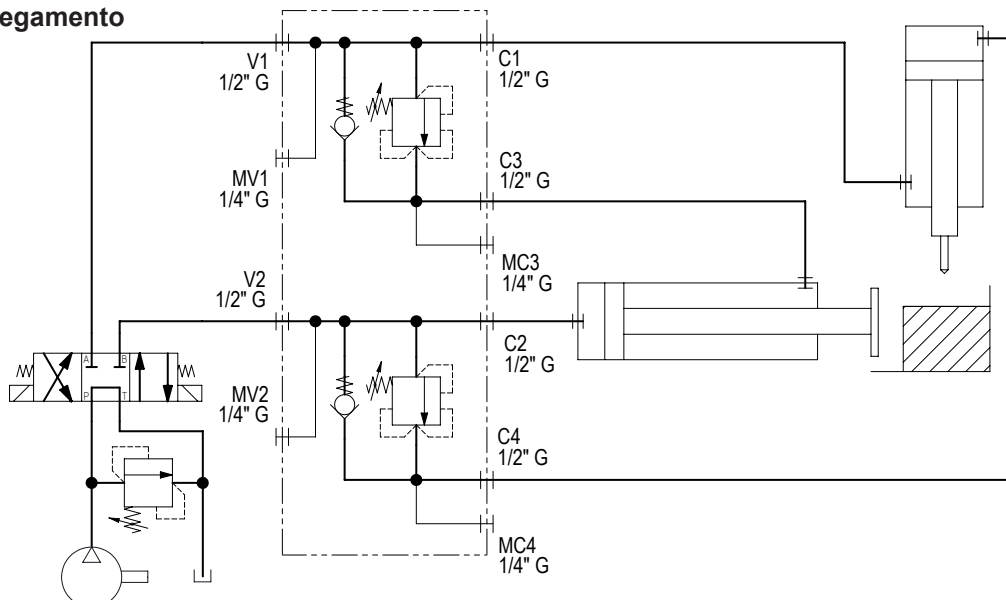 egamento
V1
1/2" G
C1
1/2" G
MV1
1/4" G
C3
1/2" G
MC3
1/4" G
V2
1/2" G
C2
1/2" G
A B
P T
MV2
1/4" G
C4
1/2" G
MC4
1/4" G